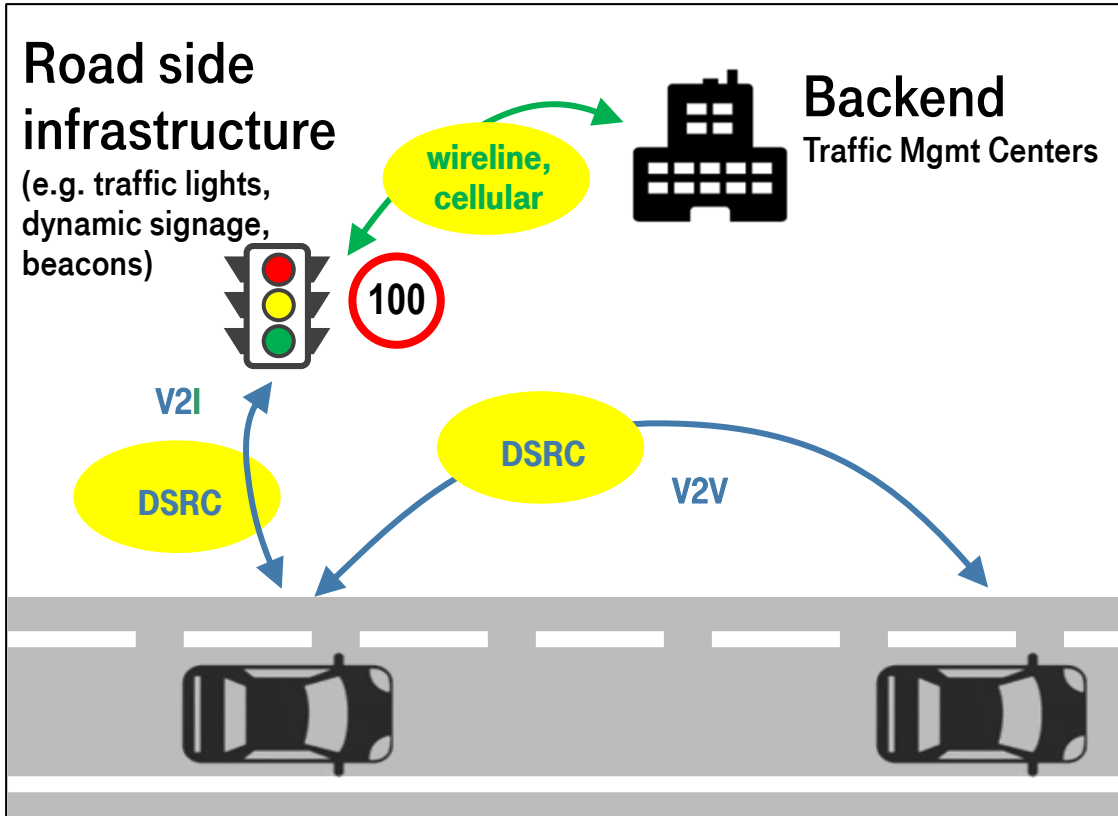 Road side
infrastructure
(e.g. traffic lights,
dynamic signage,
beacons)
wireline,
cellular
Backend
Traffic Mgmt Centers
100
V2I
DSRC
DSRC
V2V